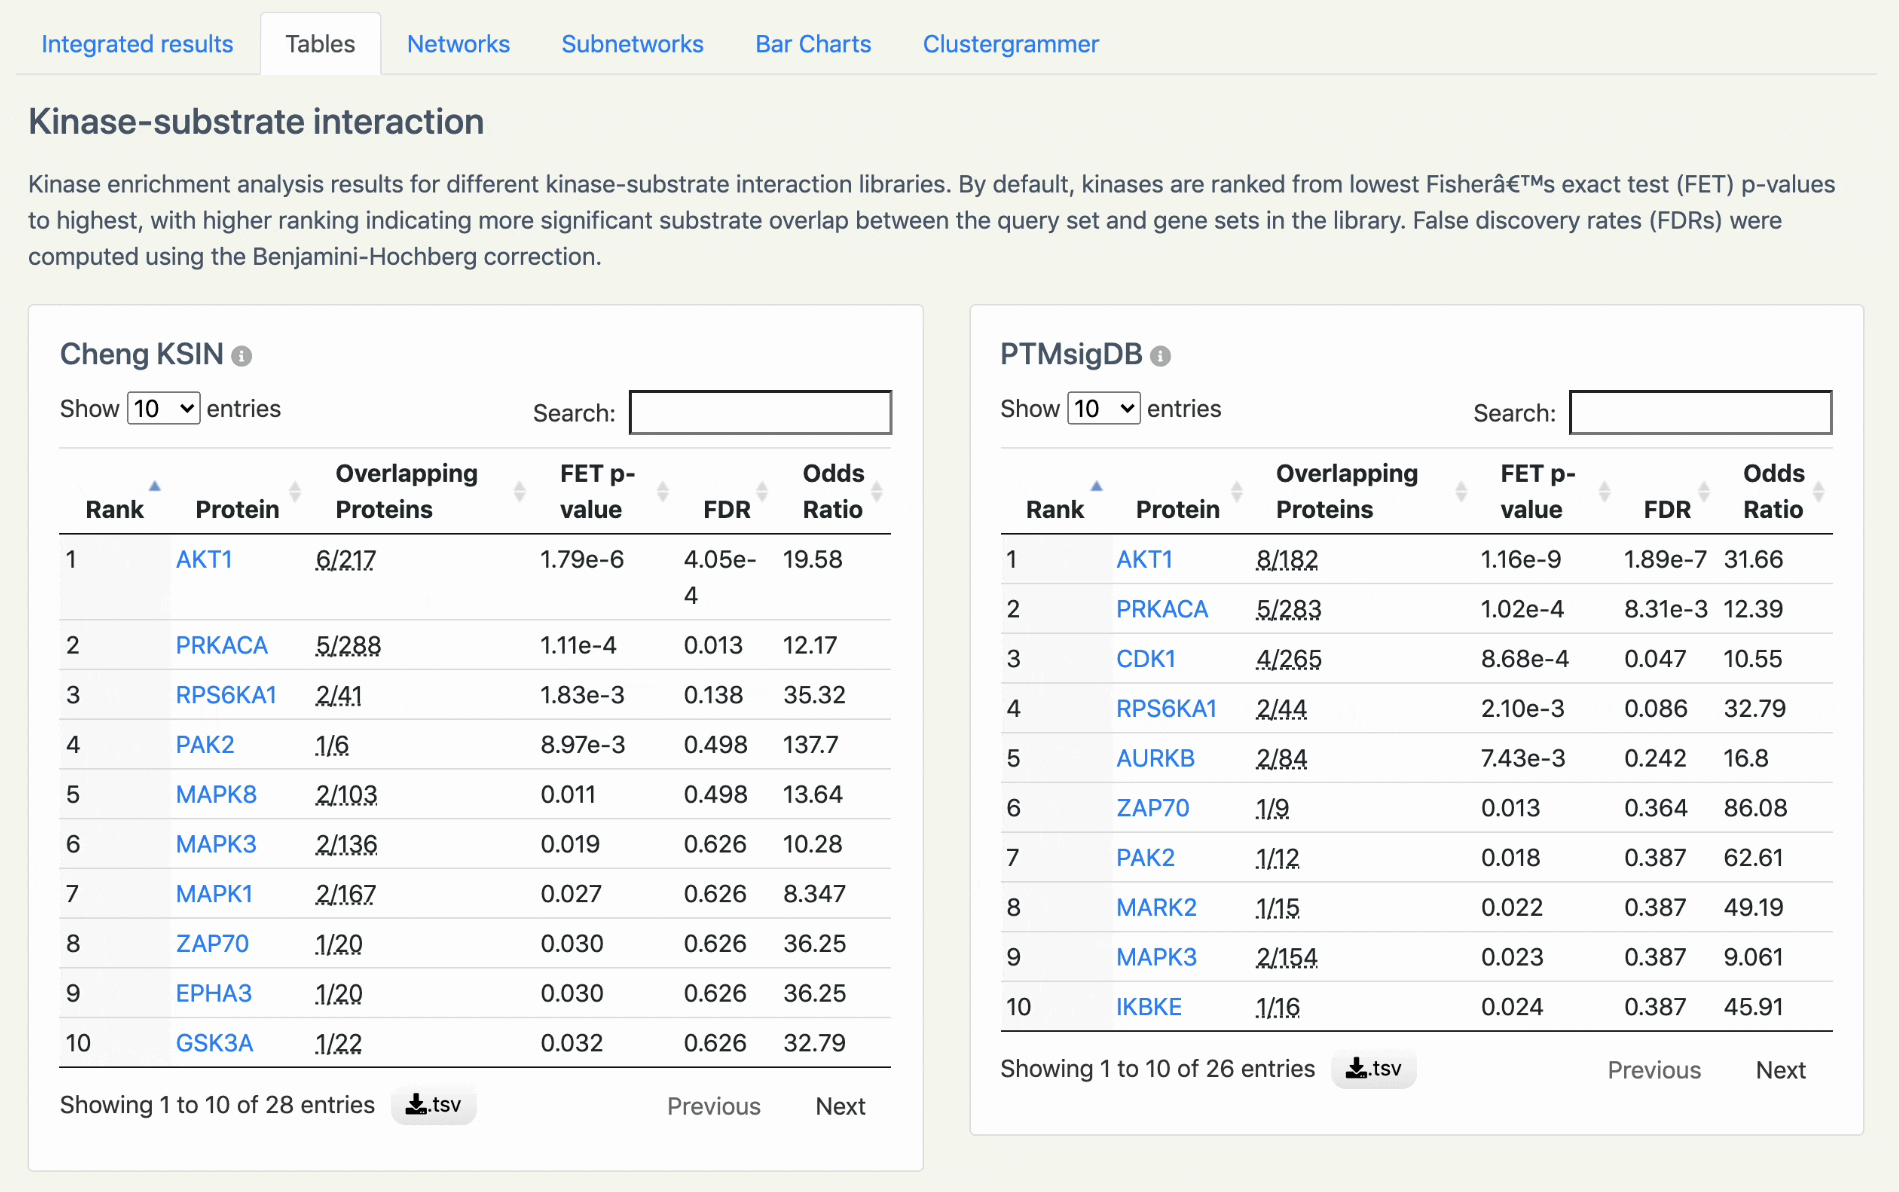 Integrated results Tables Networks Subnetworks Bar Charts Clustergrammer
Kinase-substrate interaction
Kinase enrichment analysis results for different kinase-substrate interaction libraries. By default, kinases are ranked from lowest Fisherâ€™s exact test (FET) p-values
to highest, with higher ranking indicating more significant substrate overlap between the query set and gene sets in the library. False discovery rates (FDRs) were
computed using the Benjamini-Hochberg correction.
Cheng KSIN
Show 10 entries Search:
Overlapping FET p- Odds
Rank Protein Proteins value FDR Ratio
1 AKT1 6/217 1.79e-6 4.05e- 19.58
4
2 PRKACA 5/288 1.11e-4 0.013 12.17
3 RPS6KA1 2/41 1.83e-3 0.138 35.32
4 PAK2 1/6 8.97e-3 0.498 137.7
5 MAPK8 2/103 0.011 0.498 13.64
6 MAPK3 2/136 0.019 0.626 10.28
7 MAPK1 2/167 0.027 0.626 8.347
8 ZAP70 1/20 0.030 0.626 36.25
9 EPHA3 1/20 0.030 0.626 36.25
10 GSK3A 1/22 0.032 0.626 32.79
Showing 1 to 10 of 28 entries .tsv Previous Next
PTMsigDB
Show 10 entries Search:
Overlapping FET p- Odds
Rank Protein Proteins value FDR Ratio
1 AKT1 8/182 1.16e-9 1.89e-7 31.66
2 PRKACA 5/283 1.02e-4 8.31e-3 12.39
3 CDK1 4/265 8.68e-4 0.047 10.55
4 RPS6KA1 2/44 2.10e-3 0.086 32.79
5 AURKB 2/84 7.43e-3 0.242 16.8
6 ZAP70 1/9 0.013 0.364 86.08
7 PAK2 1/12 0.018 0.387 62.61
8 MARK2 1/15 0.022 0.387 49.19
9 MAPK3 2/154 0.023 0.387 9.061
10 IKBKE 1/16 0.024 0.387 45.91
Showing 1 to 10 of 26 entries .tsv Previous Next